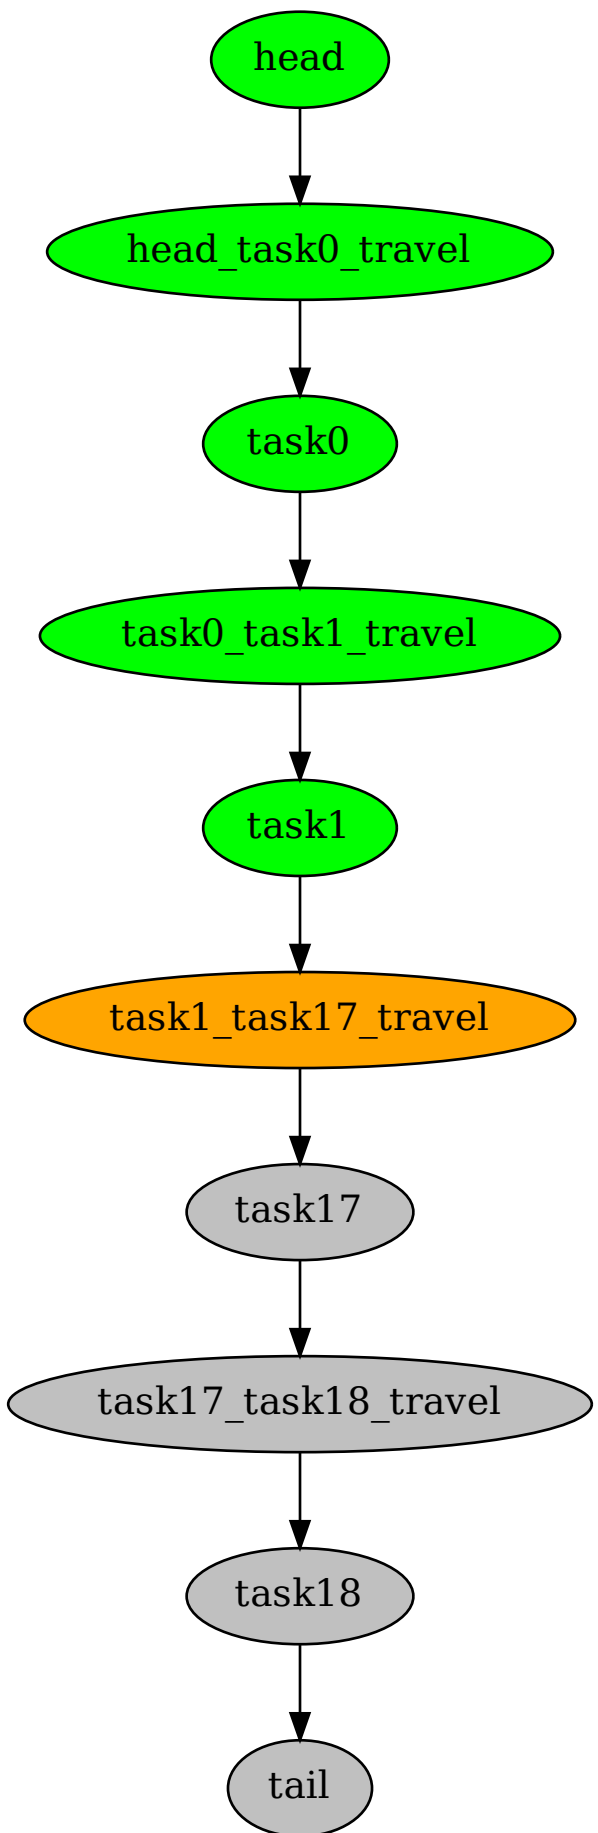 head
head_task0_travel
task0
task0_task1_travel
task1
task1_task17_travel
task17
task17_task18_travel
task18
tail